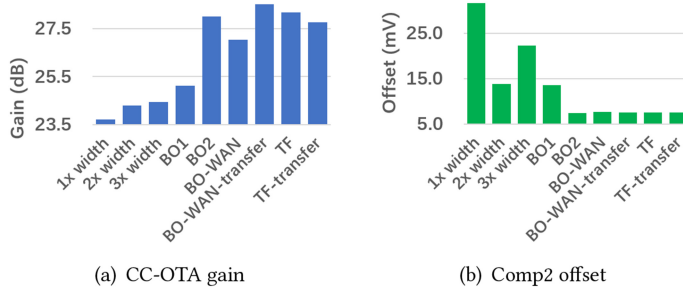 Gain (dB)
27.5
25.5
23.5
1x width
2x width
3x width
BO1
BO2
BO-WAN
BO-WAN-transfer
TF
TF-transfer
(a) CC-OTA gain
Offset (mV)
25.0
15.0
5.0
1x width
2x width
3x width
BO1
BO2
BO-WAN
BO-WAN-transfer
TF
TF-transfer
(b) Comp2 offset